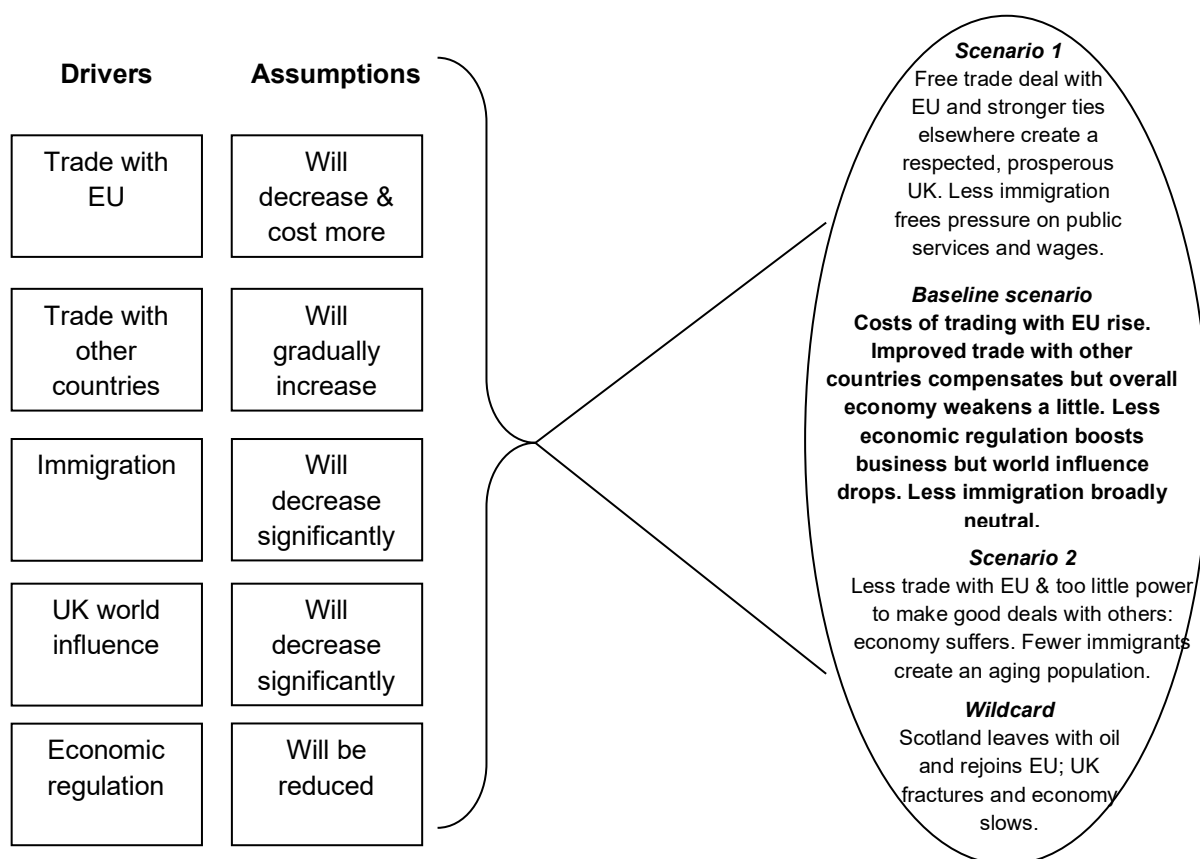 Drivers
Assumptions
Trade with
EU
Will
decrease &
cost more
Trade with
other
countries
Will
gradually
increase
Immigration
Will
decrease
significantly
UK world
influence
Will
decrease
significantly
Economic
regulation
Will be
reduced
Scenario 1
Free trade deal with
EU and stronger ties
elsewhere create a
respected, prosperous
UK. Less immigration
frees pressure on public
services and wages.
Baseline scenario
Costs of trading with EU rise.
Improved trade with other
countries compensates but overall
economy weakens a little. Less
economic regulation boosts
business but world influence
drops. Less immigration broadly
neutral.
Scenario 2
Less trade with EU & too little power
to make good deals with others:
economy suffers. Fewer immigrants
create an aging population.
Wildcard
Scotland leaves with oil
and rejoins EU; UK
fractures and economy
slows.